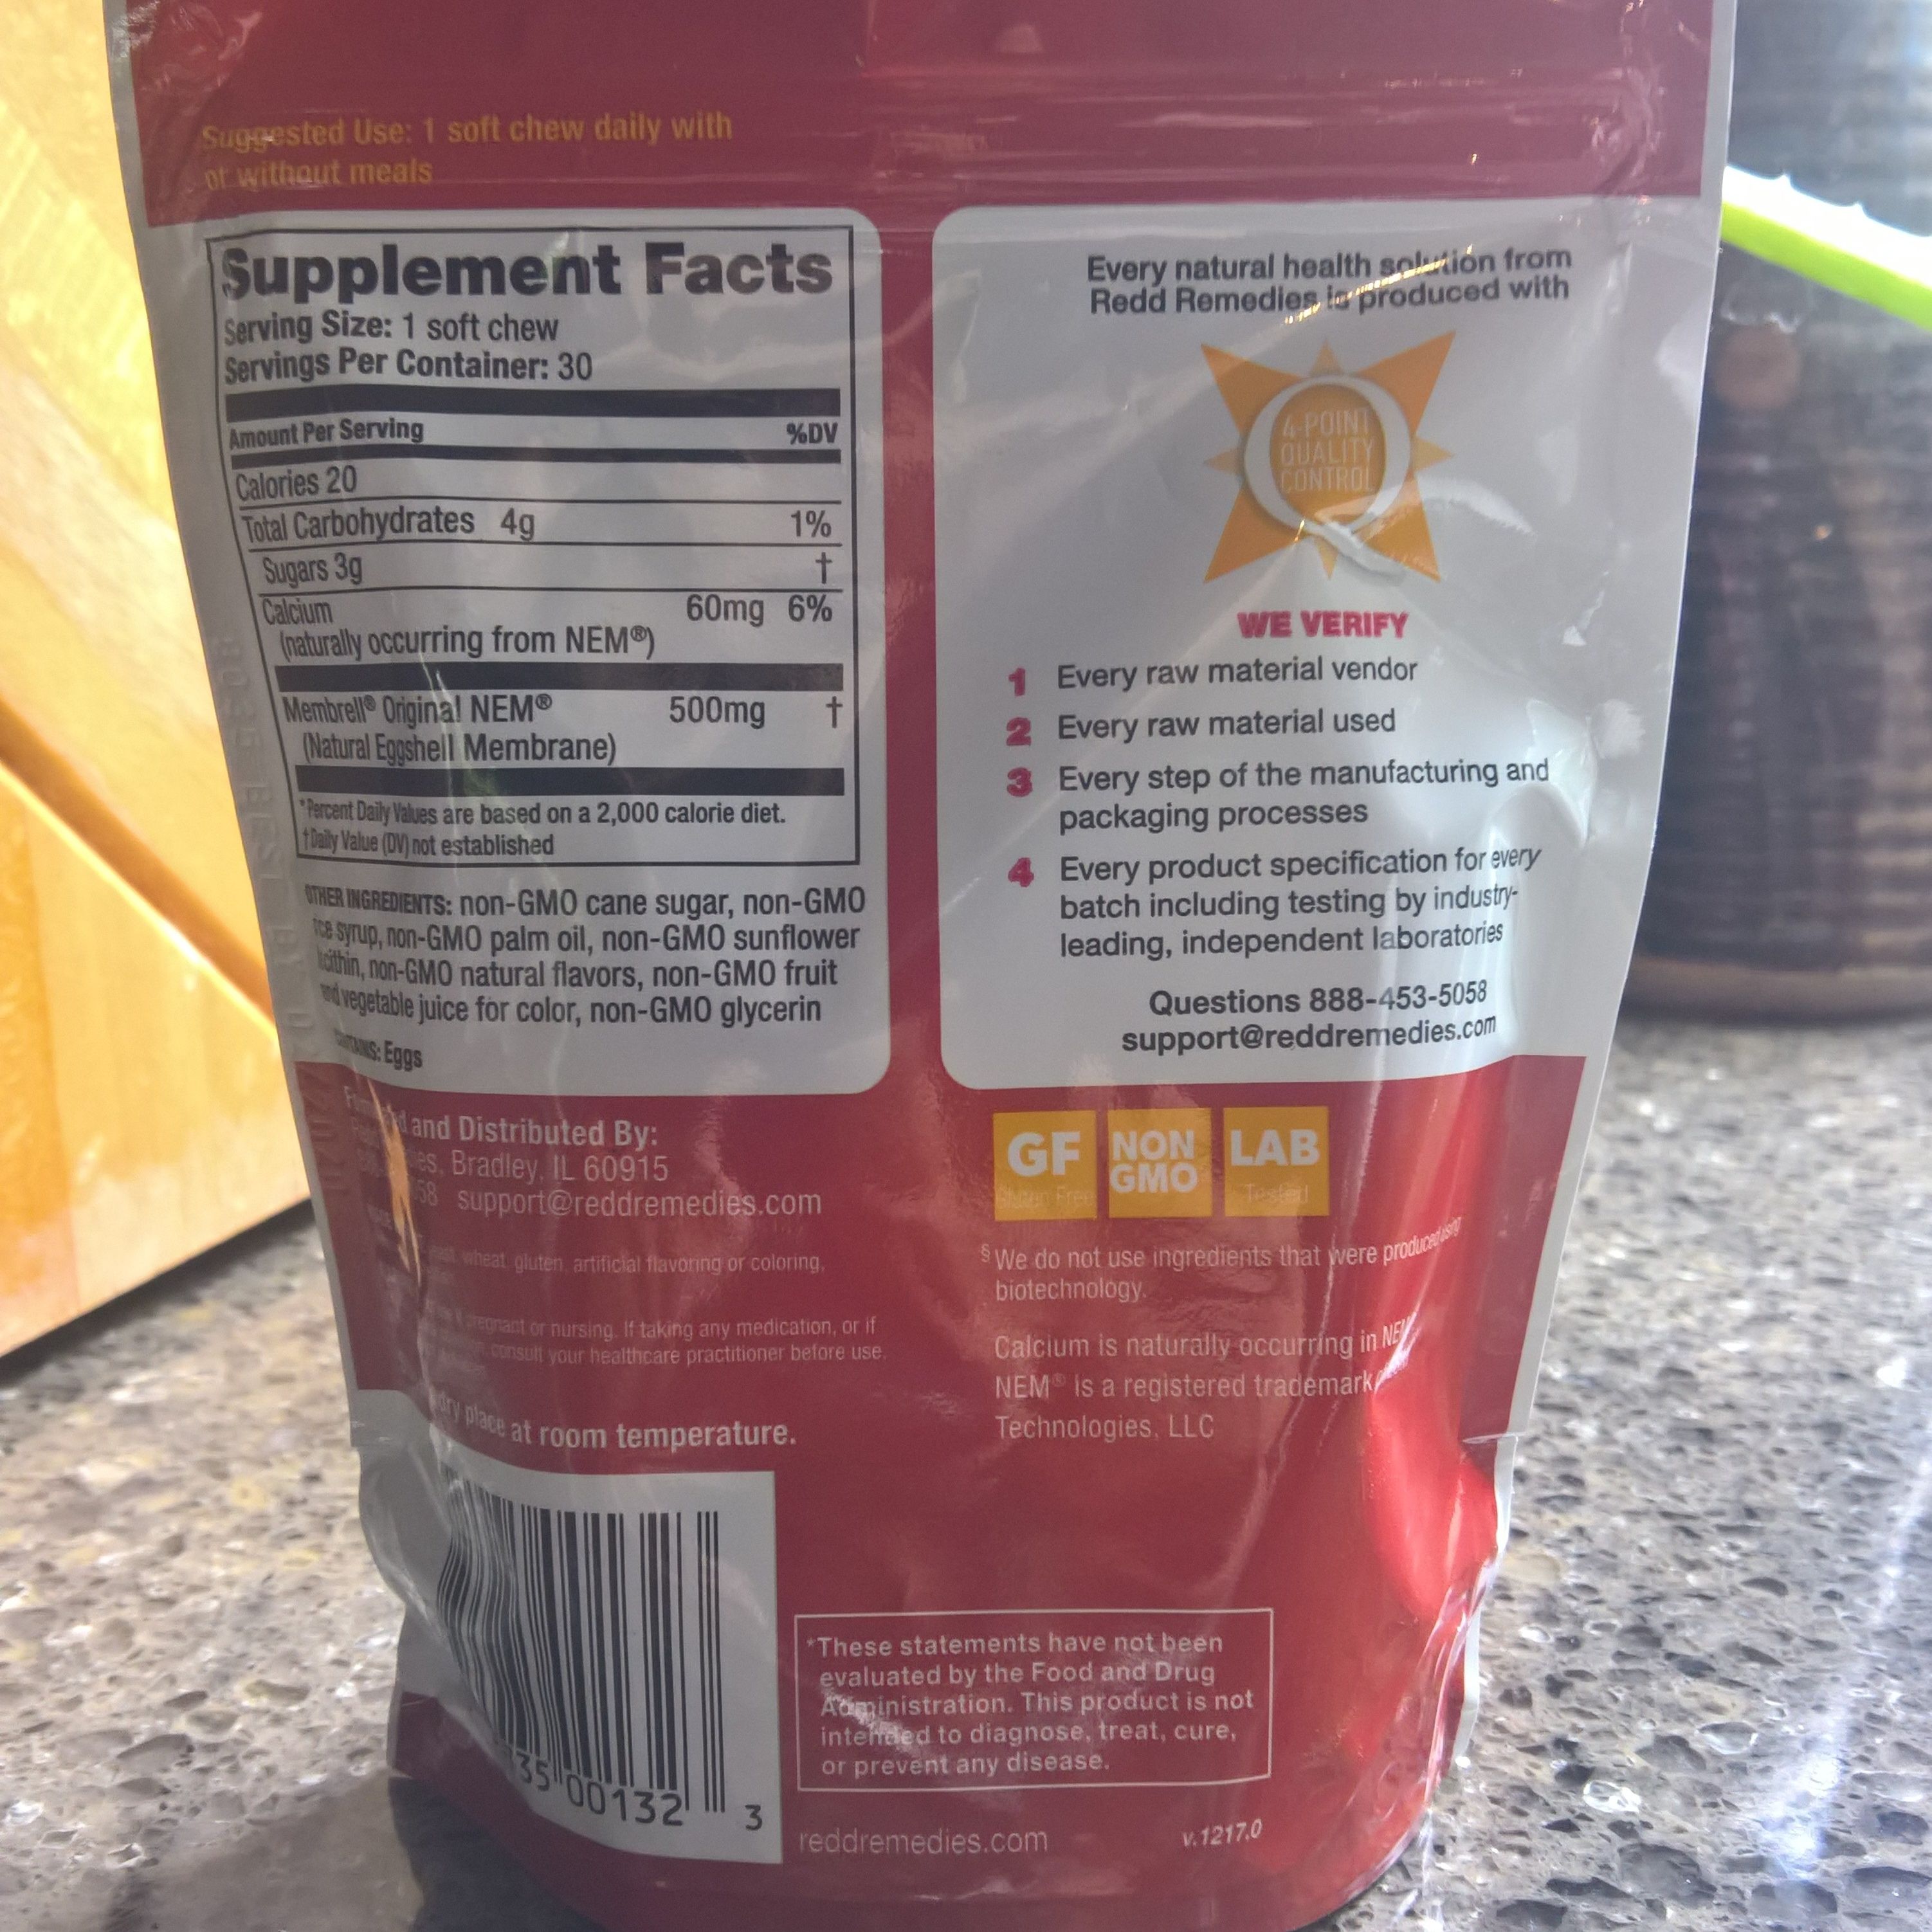 Suggested Use: 1 soft chew daily with
or without meals
Supplement Facts
Serving Size: 1 soft chew
Servings Per Container: 30
Amount Per Serving %DV
Calories 20
Total Carbohydrates 4g 1%
Sugars 3g †
Calcium 60mg 6%
(naturally occurring from NEM®)
Membrell® Original NEM® 500mg †
(Natural Eggshell Membrane)
*Percent Daily Values are based on a 2,000 calorie diet.
†Daily Value (DV) not established
OTHER INGREDIENTS: non-GMO cane sugar, non-GMO
rice syrup, non-GMO palm oil, non-GMO sunflower
lecithin, non-GMO natural flavors, non-GMO fruit
and vegetable juice for color, non-GMO glycerin
CONTAINS: Eggs
and Distributed By:
Bradley, IL 60915
support@reddremedies.com
wheat, gluten, artificial flavoring or coloring,
pregnant or nursing. If taking any medication, or if
consult your healthcare practitioner before use.
dry place at room temperature.
35 00132 3
Every natural health solution from
Redd Remedies is produced with
4-POINT
QUALITY
CONTROL
WE VERIFY
1 Every raw material vendor
2 Every raw material used
3 Every step of the manufacturing and
packaging processes
4 Every product specification for every
batch including testing by industry-
leading, independent laboratories
Questions 888-453-5058
support@reddremedies.com
GF
Gluten Free
NON
GMO
LAB
Tested
§ We do not use ingredients that were produced using
biotechnology.
Calcium is naturally occurring in NEM
NEM® is a registered trademark
Technologies, LLC
*These statements have not been
evaluated by the Food and Drug
Administration. This product is not
intended to diagnose, treat, cure,
or prevent any disease.
reddremedies.com
v.1217.0